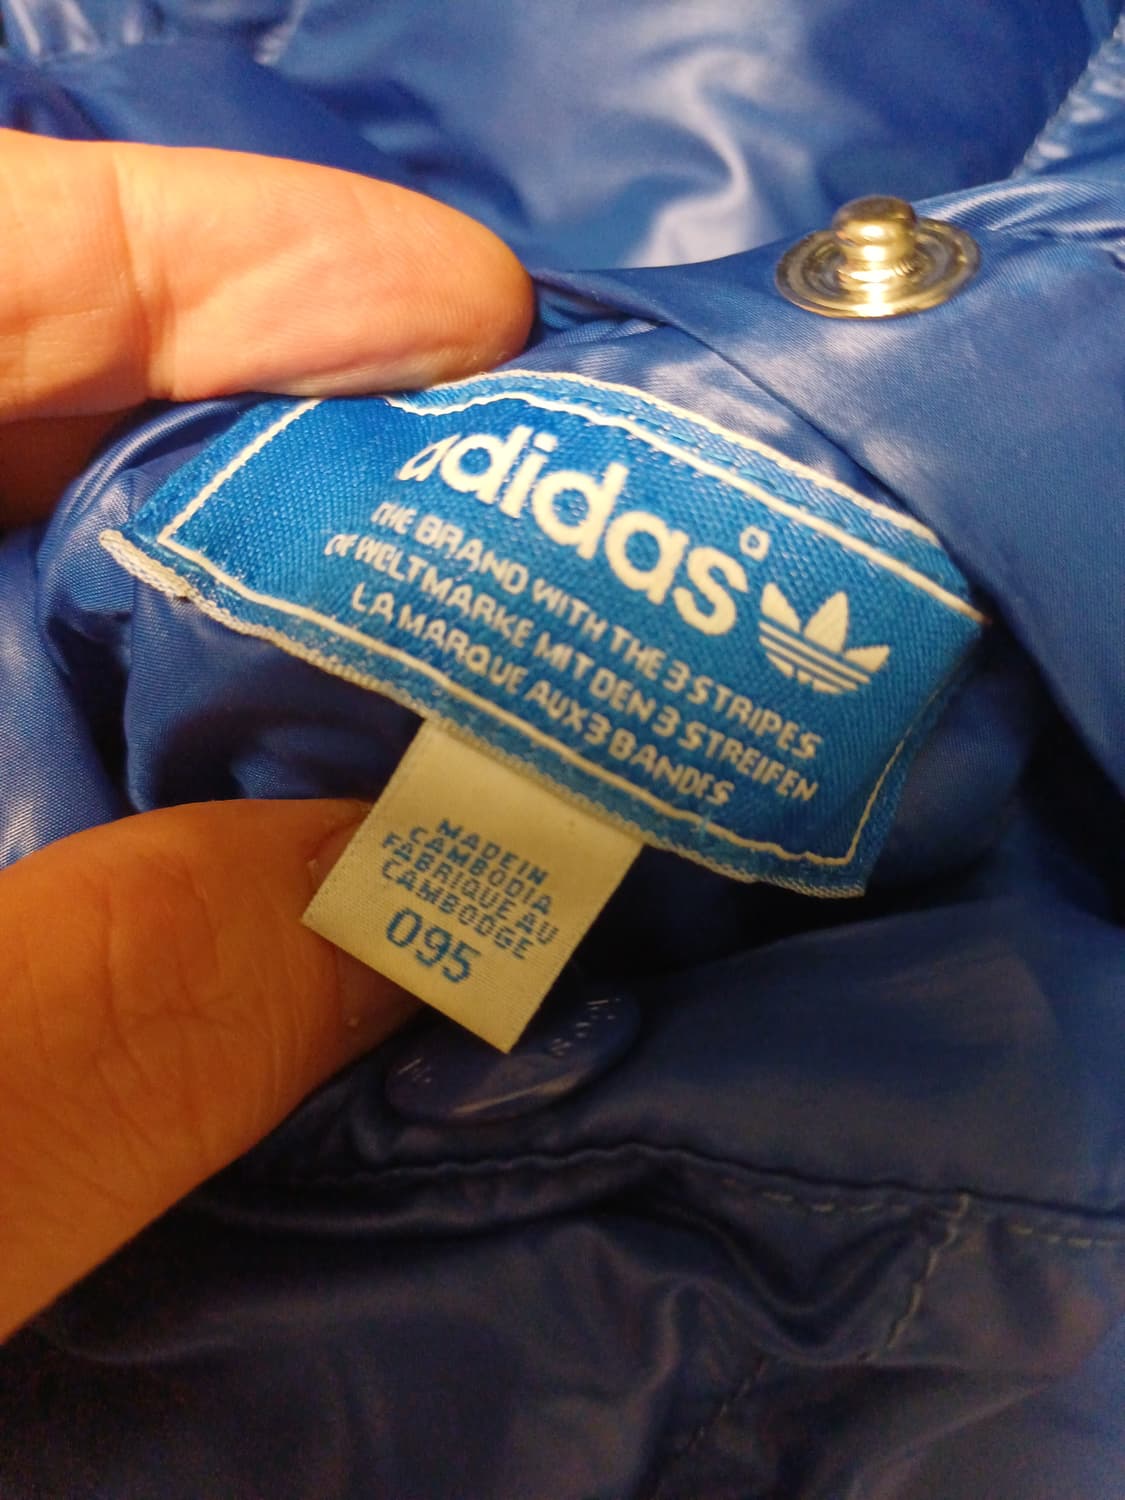 adidas
THE BRAND WITH THE 3 STRIPES
WELTMARKE MIT DEN 3 STREIFEN
LA MARQUE AUX 3 BANDES
MADE IN
CAMBODIA
FABRIQUE AU
CAMBODGE
095